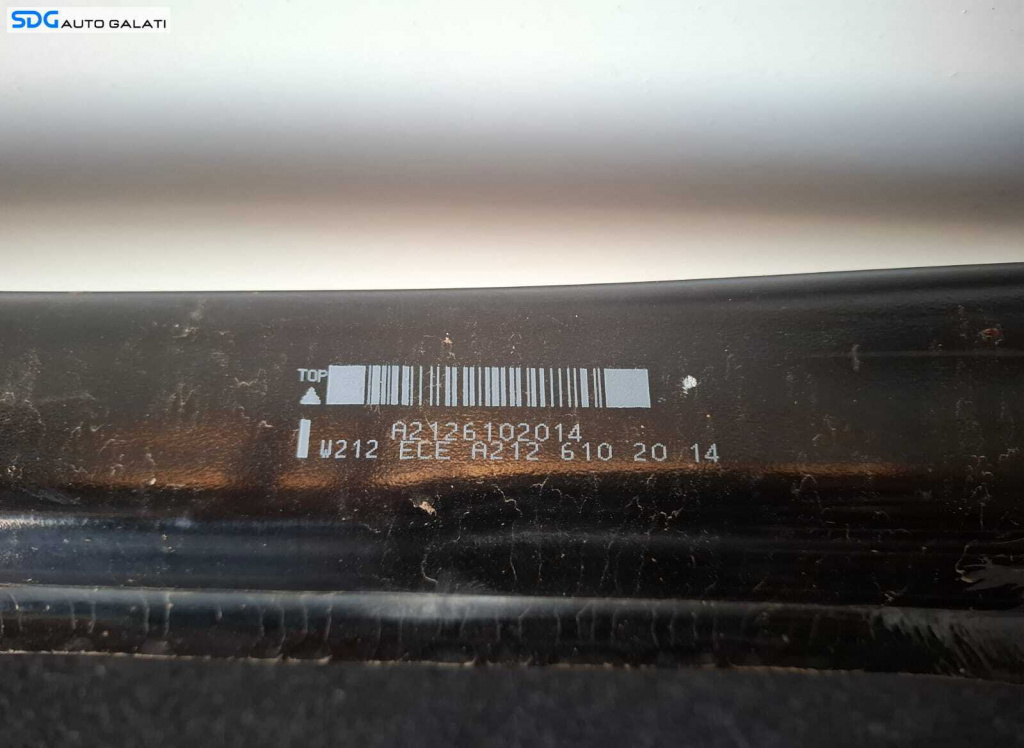 SDG AUTO GALATI
TOP
A2126102014
W212 ELE A212 610 20 14